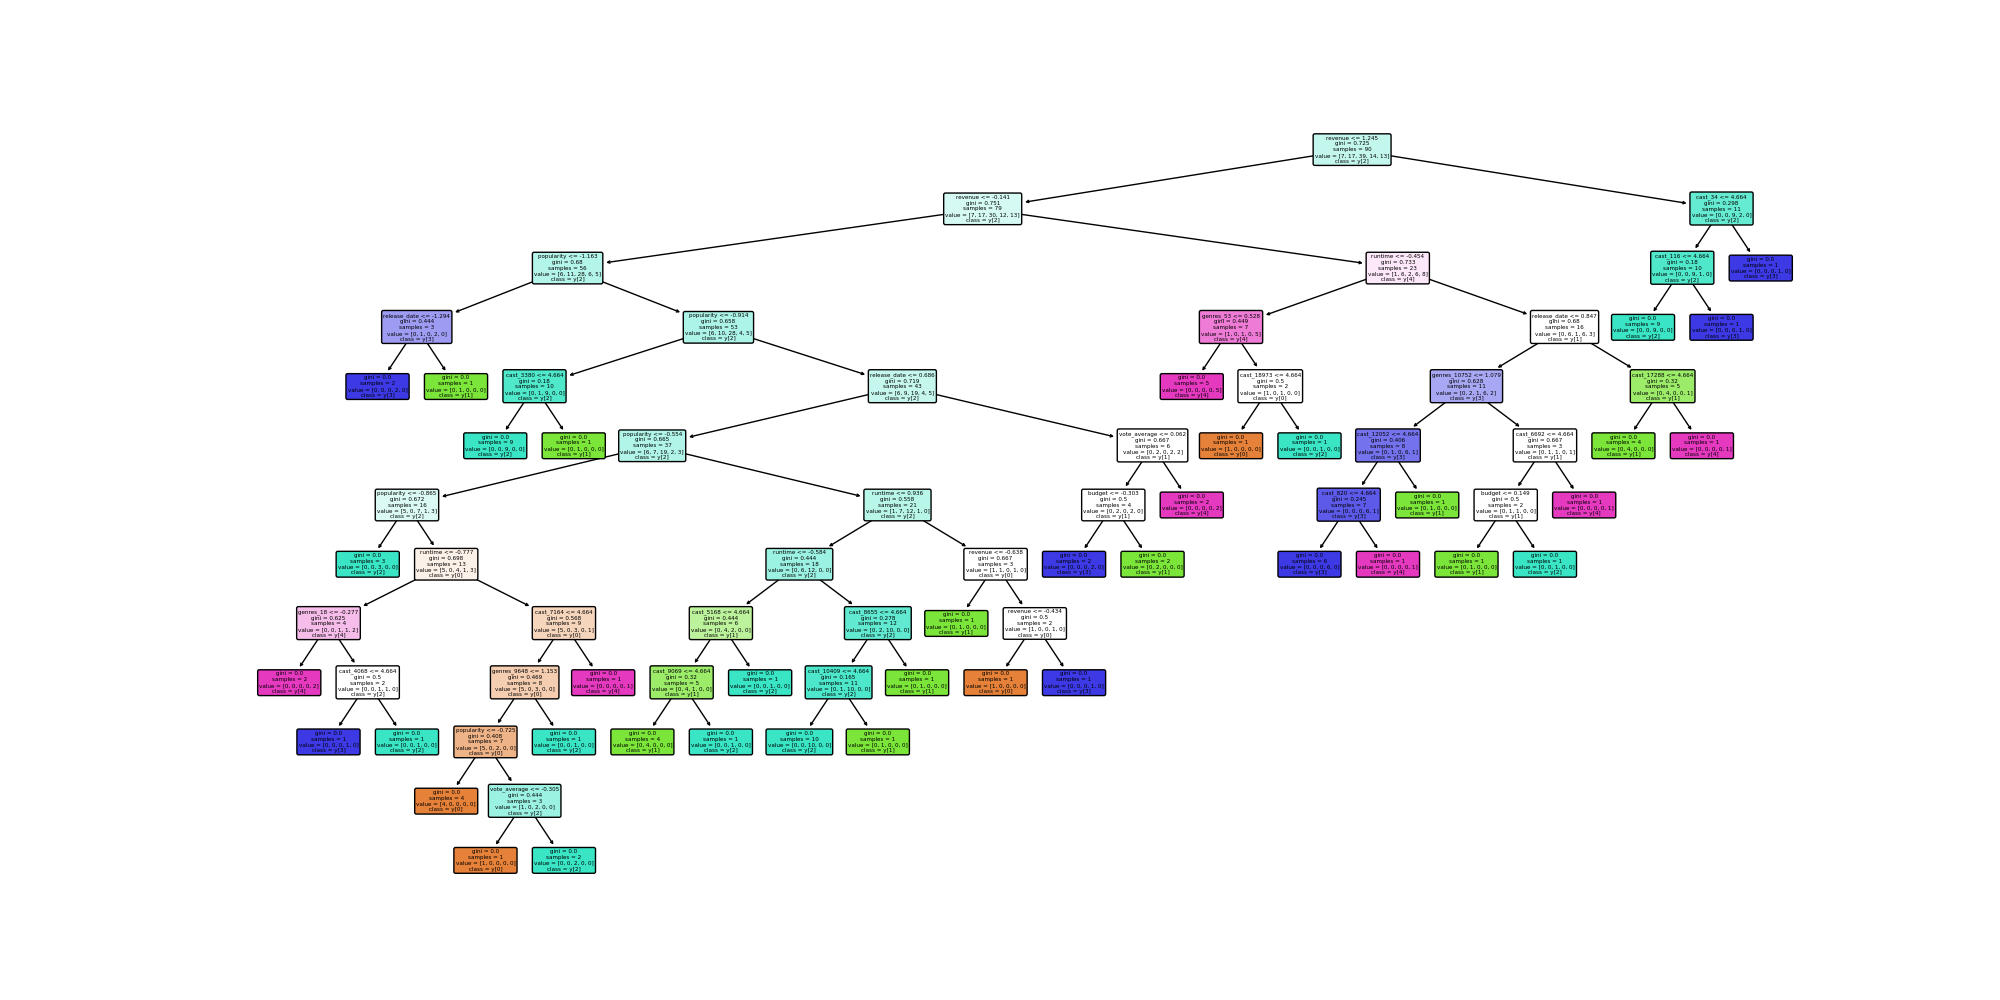 revenue <= 1.245
gini = 0.725
samples = 90
value = [7, 17, 39, 14, 13]
class = y[2]
revenue <= -0.141
gini = 0.751
samples = 79
value = [7, 17, 30, 12, 13]
class = y[2]
cast_34 <= 4.664
gini = 0.298
samples = 11
value = [0, 0, 9, 2, 0]
class = y[2]
popularity <= -1.163
gini = 0.68
samples = 56
value = [6, 11, 28, 6, 5]
class = y[2]
runtime <= -0.454
gini = 0.733
samples = 23
value = [1, 6, 2, 6, 8]
class = y[4]
cast_116 <= 4.664
gini = 0.18
samples = 10
value = [0, 0, 9, 1, 0]
class = y[2]
gini = 0.0
samples = 1
value = [0, 0, 0, 1, 0]
class = y[3]
release_date <= -1.294
gini = 0.444
samples = 3
value = [0, 1, 0, 2, 0]
class = y[3]
popularity <= -0.914
gini = 0.658
samples = 53
value = [6, 10, 28, 4, 5]
class = y[2]
genres_53 <= 0.528
gini = 0.449
samples = 7
value = [1, 0, 1, 0, 5]
class = y[4]
release_date <= 0.847
gini = 0.68
samples = 16
value = [0, 6, 1, 6, 3]
class = y[1]
gini = 0.0
samples = 9
value = [0, 0, 9, 0, 0]
class = y[2]
gini = 0.0
samples = 1
value = [0, 0, 0, 1, 0]
class = y[3]
gini = 0.0
samples = 2
value = [0, 0, 0, 2, 0]
class = y[3]
gini = 0.0
samples = 1
value = [0, 1, 0, 0, 0]
class = y[1]
cast_3380 <= 4.664
gini = 0.18
samples = 10
value = [0, 1, 9, 0, 0]
class = y[2]
release_date <= 0.686
gini = 0.719
samples = 43
value = [6, 9, 19, 4, 5]
class = y[2]
gini = 0.0
samples = 5
value = [0, 0, 0, 0, 5]
class = y[4]
cast_18973 <= 4.664
gini = 0.5
samples = 2
value = [1, 0, 1, 0, 0]
class = y[0]
genres_10752 <= 1.079
gini = 0.628
samples = 11
value = [0, 2, 1, 6, 2]
class = y[3]
cast_17288 <= 4.664
gini = 0.32
samples = 5
value = [0, 4, 0, 0, 1]
class = y[1]
gini = 0.0
samples = 9
value = [0, 0, 9, 0, 0]
class = y[2]
gini = 0.0
samples = 1
value = [0, 1, 0, 0, 0]
class = y[1]
popularity <= -0.554
gini = 0.665
samples = 37
value = [6, 7, 19, 2, 3]
class = y[2]
vote_average <= 0.062
gini = 0.667
samples = 6
value = [0, 2, 0, 2, 2]
class = y[1]
gini = 0.0
samples = 1
value = [1, 0, 0, 0, 0]
class = y[0]
gini = 0.0
samples = 1
value = [0, 0, 1, 0, 0]
class = y[2]
cast_12052 <= 4.664
gini = 0.406
samples = 8
value = [0, 1, 0, 6, 1]
class = y[3]
cast_6692 <= 4.664
gini = 0.667
samples = 3
value = [0, 1, 1, 0, 1]
class = y[1]
gini = 0.0
samples = 4
value = [0, 4, 0, 0, 0]
class = y[1]
gini = 0.0
samples = 1
value = [0, 0, 0, 0, 1]
class = y[4]
popularity <= -0.865
gini = 0.672
samples = 16
value = [5, 0, 7, 1, 3]
class = y[2]
runtime <= 0.936
gini = 0.558
samples = 21
value = [1, 7, 12, 1, 0]
class = y[2]
budget <= -0.303
gini = 0.5
samples = 4
value = [0, 2, 0, 2, 0]
class = y[1]
gini = 0.0
samples = 2
value = [0, 0, 0, 0, 2]
class = y[4]
cast_820 <= 4.664
gini = 0.245
samples = 7
value = [0, 0, 0, 6, 1]
class = y[3]
gini = 0.0
samples = 1
value = [0, 1, 0, 0, 0]
class = y[1]
budget <= 0.149
gini = 0.5
samples = 2
value = [0, 1, 1, 0, 0]
class = y[1]
gini = 0.0
samples = 1
value = [0, 0, 0, 0, 1]
class = y[4]
gini = 0.0
samples = 3
value = [0, 0, 3, 0, 0]
class = y[2]
runtime <= -0.777
gini = 0.698
samples = 13
value = [5, 0, 4, 1, 3]
class = y[0]
runtime <= -0.584
gini = 0.444
samples = 18
value = [0, 6, 12, 0, 0]
class = y[2]
revenue <= -0.638
gini = 0.667
samples = 3
value = [1, 1, 0, 1, 0]
class = y[0]
gini = 0.0
samples = 2
value = [0, 0, 0, 2, 0]
class = y[3]
gini = 0.0
samples = 2
value = [0, 2, 0, 0, 0]
class = y[1]
gini = 0.0
samples = 6
value = [0, 0, 0, 6, 0]
class = y[3]
gini = 0.0
samples = 1
value = [0, 0, 0, 0, 1]
class = y[4]
gini = 0.0
samples = 1
value = [0, 1, 0, 0, 0]
class = y[1]
gini = 0.0
samples = 1
value = [0, 0, 1, 0, 0]
class = y[2]
genres_18 <= -0.277
gini = 0.625
samples = 4
value = [0, 0, 1, 1, 2]
class = y[4]
cast_7164 <= 4.664
gini = 0.568
samples = 9
value = [5, 0, 3, 0, 1]
class = y[0]
cast_5168 <= 4.664
gini = 0.444
samples = 6
value = [0, 4, 2, 0, 0]
class = y[1]
cast_8655 <= 4.664
gini = 0.278
samples = 12
value = [0, 2, 10, 0, 0]
class = y[2]
gini = 0.0
samples = 1
value = [0, 1, 0, 0, 0]
class = y[1]
revenue <= -0.434
gini = 0.5
samples = 2
value = [1, 0, 0, 1, 0]
class = y[0]
gini = 0.0
samples = 2
value = [0, 0, 0, 0, 2]
class = y[4]
cast_4068 <= 4.664
gini = 0.5
samples = 2
value = [0, 0, 1, 1, 0]
class = y[2]
genres_9648 <= 1.153
gini = 0.469
samples = 8
value = [5, 0, 3, 0, 0]
class = y[0]
gini = 0.0
samples = 1
value = [0, 0, 0, 0, 1]
class = y[4]
cast_9069 <= 4.664
gini = 0.32
samples = 5
value = [0, 4, 1, 0, 0]
class = y[1]
gini = 0.0
samples = 1
value = [0, 0, 1, 0, 0]
class = y[2]
cast_10409 <= 4.664
gini = 0.165
samples = 11
value = [0, 1, 10, 0, 0]
class = y[2]
gini = 0.0
samples = 1
value = [0, 1, 0, 0, 0]
class = y[1]
gini = 0.0
samples = 1
value = [1, 0, 0, 0, 0]
class = y[0]
gini = 0.0
samples = 1
value = [0, 0, 0, 1, 0]
class = y[3]
gini = 0.0
samples = 1
value = [0, 0, 0, 1, 0]
class = y[3]
gini = 0.0
samples = 1
value = [0, 0, 1, 0, 0]
class = y[2]
popularity <= -0.725
gini = 0.408
samples = 7
value = [5, 0, 2, 0, 0]
class = y[0]
gini = 0.0
samples = 1
value = [0, 0, 1, 0, 0]
class = y[2]
gini = 0.0
samples = 4
value = [0, 4, 0, 0, 0]
class = y[1]
gini = 0.0
samples = 1
value = [0, 0, 1, 0, 0]
class = y[2]
gini = 0.0
samples = 10
value = [0, 0, 10, 0, 0]
class = y[2]
gini = 0.0
samples = 1
value = [0, 1, 0, 0, 0]
class = y[1]
gini = 0.0
samples = 4
value = [4, 0, 0, 0, 0]
class = y[0]
vote_average <= -0.305
gini = 0.444
samples = 3
value = [1, 0, 2, 0, 0]
class = y[2]
gini = 0.0
samples = 1
value = [1, 0, 0, 0, 0]
class = y[0]
gini = 0.0
samples = 2
value = [0, 0, 2, 0, 0]
class = y[2]